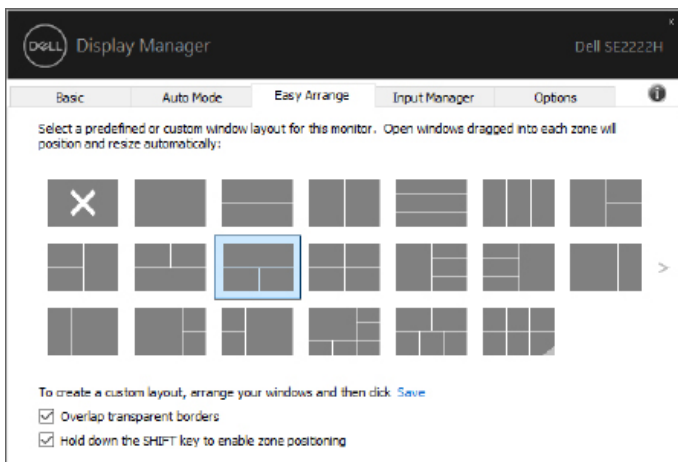 DELL Display Manager Dell SE2222H
Basic Auto Mode Easy Arrange Input Manager Options
Select a predefined or custom window layout for this monitor. Open windows dragged into each zone will
position and resize automatically:
To create a custom layout, arrange your windows and then click Save
Overlap transparent borders
Hold down the SHIFT key to enable zone positioning